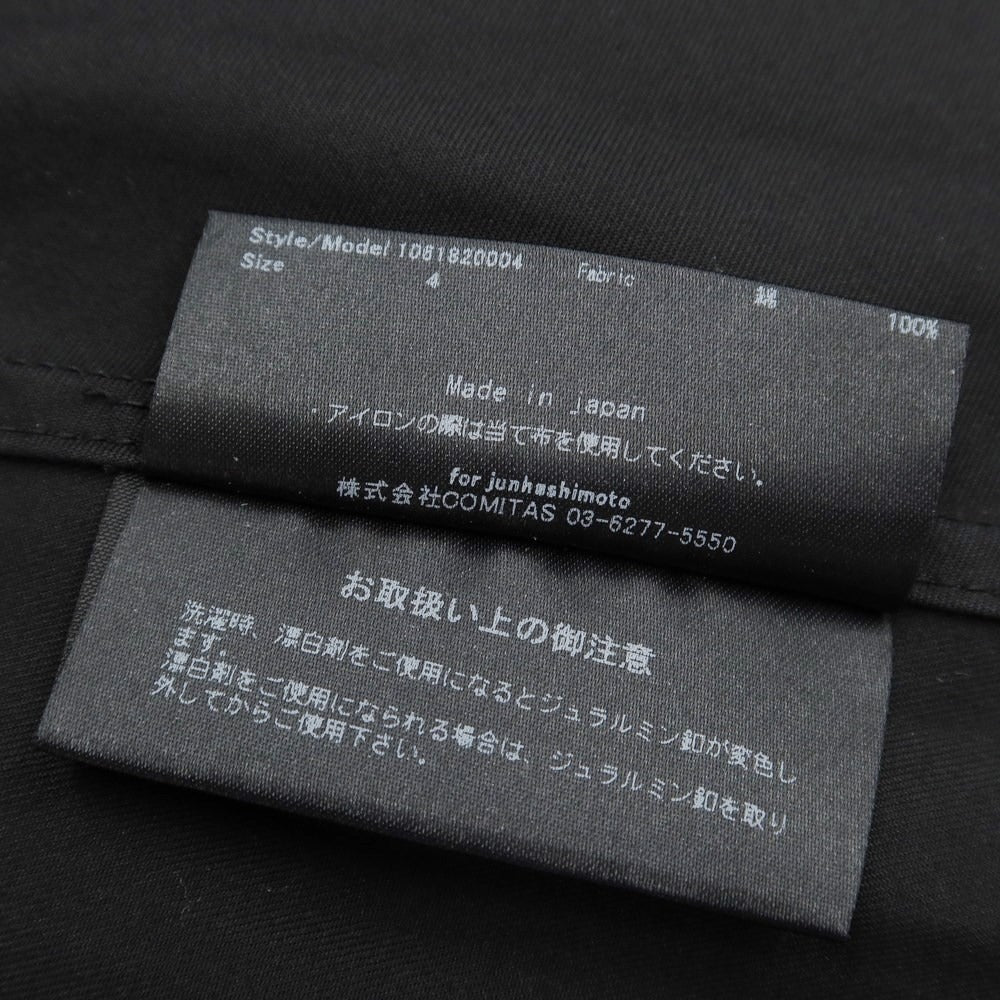 Style/Model 1061820004
Size 4 Fabric 綿 100%
Made in japan
・アイロンの際は当て布を使用してください。
for junhashimoto
株式会社COMITAS 03-6277-5550
お取扱い上の御注意
洗濯時、漂白剤をご使用になるとジュラルミン釦が変色し
ます。
漂白剤をご使用になられる場合は、ジュラルミン釦を取り
外してからご使用下さい。